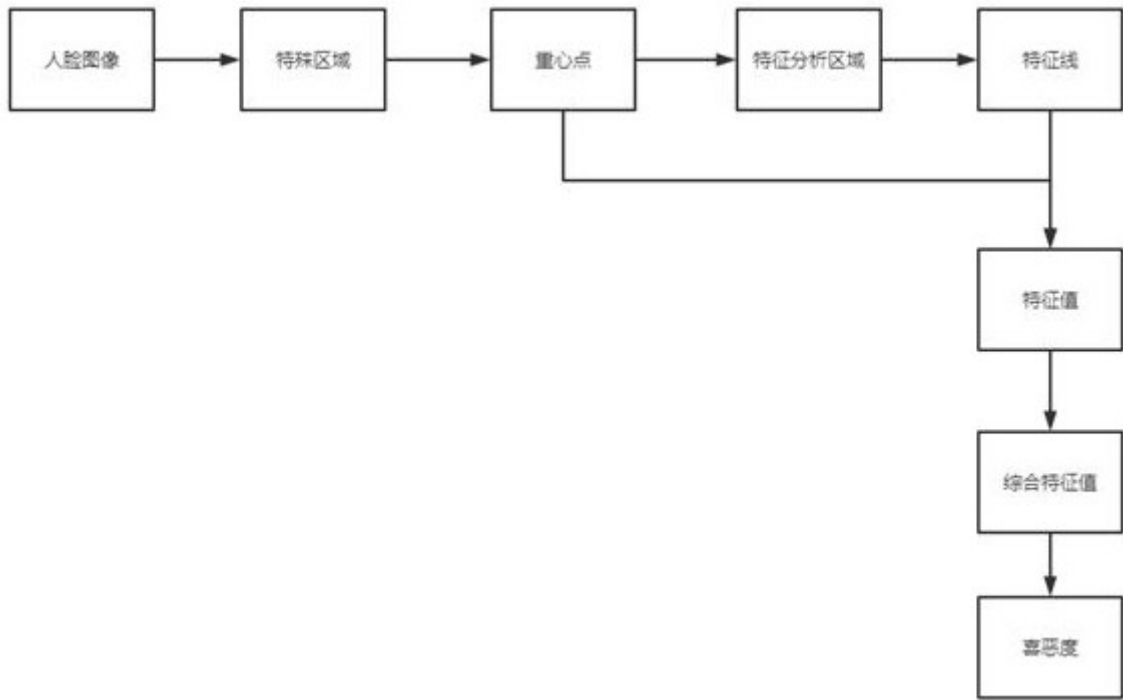 人脸图像
特殊区域
重心点
特征分析区域
特征线
特征值
综合特征值
喜恶度